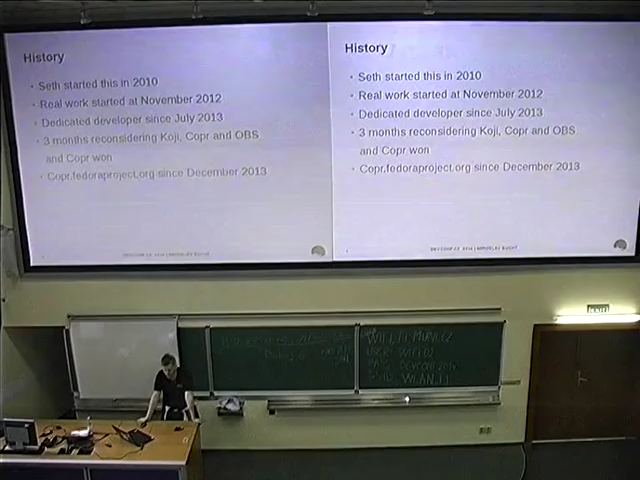 History
• Seth started this in 2010
• Real work started at November 2012
• Dedicated developer since July 2013
• 3 months reconsidering Koji, Copr and OBS
and Copr won
• Copr.fedoraproject.org since December 2013
History
• Seth started this in 2010
• Real work started at November 2012
• Dedicated developer since July 2013
• 3 months reconsidering Koji, Copr and OBS
and Copr won
• Copr.fedoraproject.org since December 2013